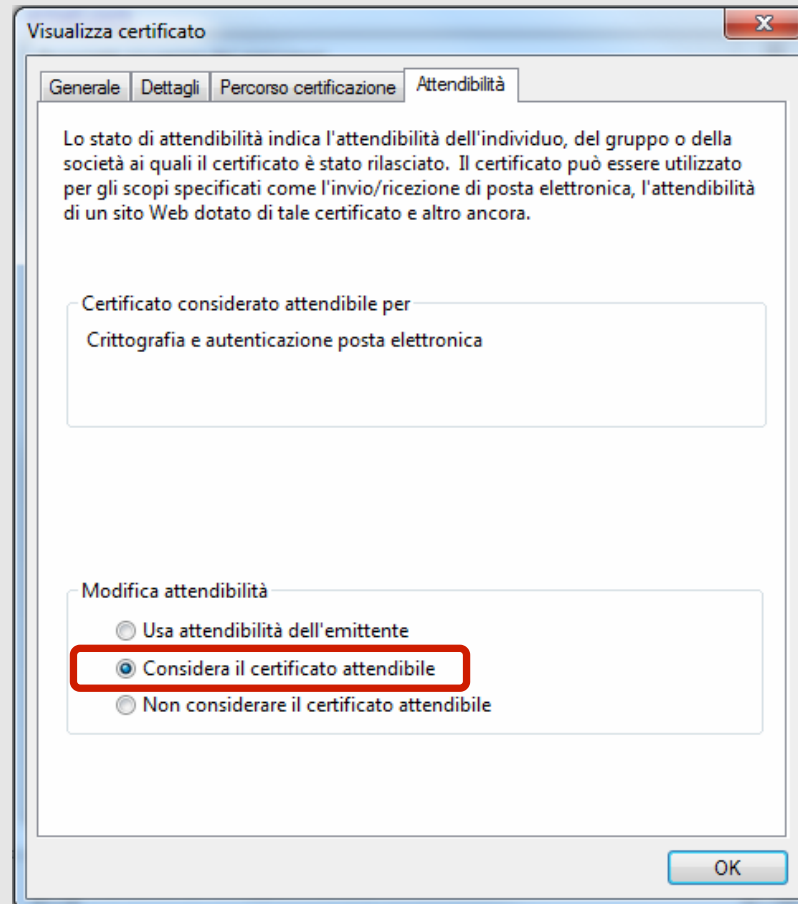 Visualizza certificato
Generale Dettagli Percorso certificazione Attendibilità
Lo stato di attendibilità indica l'attendibilità dell'individuo, del gruppo o della
società ai quali il certificato è stato rilasciato. Il certificato può essere utilizzato
per gli scopi specificati come l'invio/ricezione di posta elettronica, l'attendibilità
di un sito Web dotato di tale certificato e altro ancora.
Certificato considerato attendibile per
Crittografia e autenticazione posta elettronica
Modifica attendibilità
Usa attendibilità dell'emittente
Considera il certificato attendibile
Non considerare il certificato attendibile
OK